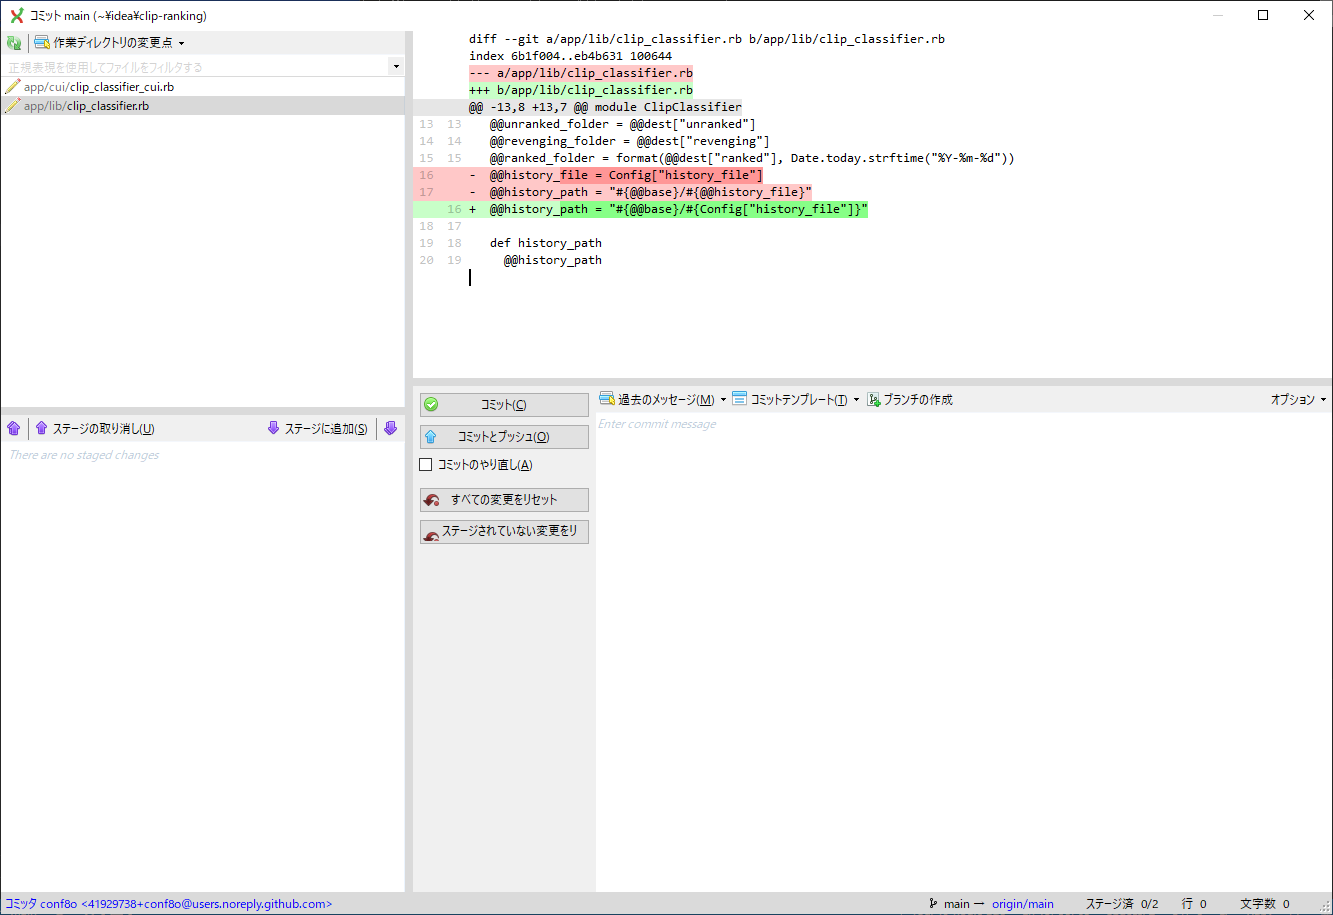 コミット main (~¥idea¥clip-ranking)
作業ディレクトリの変更点
正規表現を使用してファイルをフィルタする
app/cui/clip_classifier_cui.rb
app/lib/clip_classifier.rb
diff --git a/app/lib/clip_classifier.rb b/app/lib/clip_classifier.rb
index 6b1f004..eb4b631 100644
--- a/app/lib/clip_classifier.rb
+++ b/app/lib/clip_classifier.rb
@@ -13,8 +13,7 @@ module ClipClassifier
13 13 @@unranked_folder = @@dest["unranked"]
14 14 @@revenging_folder = @@dest["revenging"]
15 15 @@ranked_folder = format(@@dest["ranked"], Date.today.strftime("%Y-%m-%d"))
16 - @@history_file = Config["history_file"]
17 - @@history_path = "#{@@base}/#{@@history_file}"
16 + @@history_path = "#{@@base}/#{Config["history_file"]}"
18 17
19 18 def history_path
20 19 @@history_path
ステージの取り消し(U) ステージに追加(S)
There are no staged changes
コミット(C)
コミットとプッシュ(O)
コミットのやり直し(A)
すべての変更をリセット
ステージされていない変更をリ
過去のメッセージ(M) コミットテンプレート(T) ブランチの作成 オプション
Enter commit message
コミッタ conf8o <41929738+conf8o@users.noreply.github.com> main → origin/main ステージ済 0/2 行 0 文字数 0